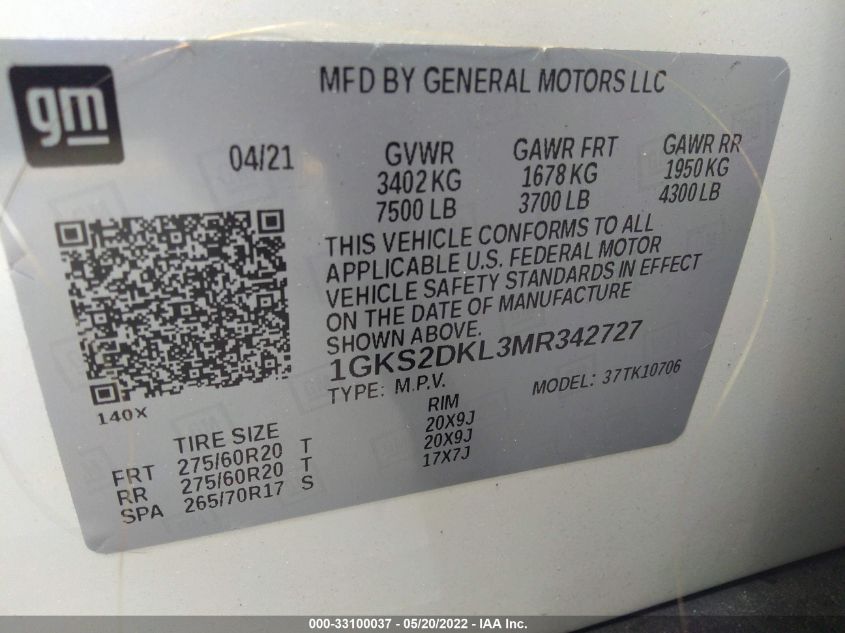 gm
MFD BY GENERAL MOTORS LLC
04/21
GVWR GAWR FRT GAWR RR
3402 KG 1678 KG 1950 KG
7500 LB 3700 LB 4300 LB
THIS VEHICLE CONFORMS TO ALL
APPLICABLE U.S. FEDERAL MOTOR
VEHICLE SAFETY STANDARDS IN EFFECT
ON THE DATE OF MANUFACTURE
SHOWN ABOVE.
1GKS2DKL3MR342727
TYPE: M.P.V. MODEL: 37TK10706
140X
TIRE SIZE RIM
FRT 275/60R20 T 20X9J
RR 275/60R20 T 20X9J
SPA 265/70R17 S 17X7J
000-33100037 - 05/20/2022 - IAA Inc.